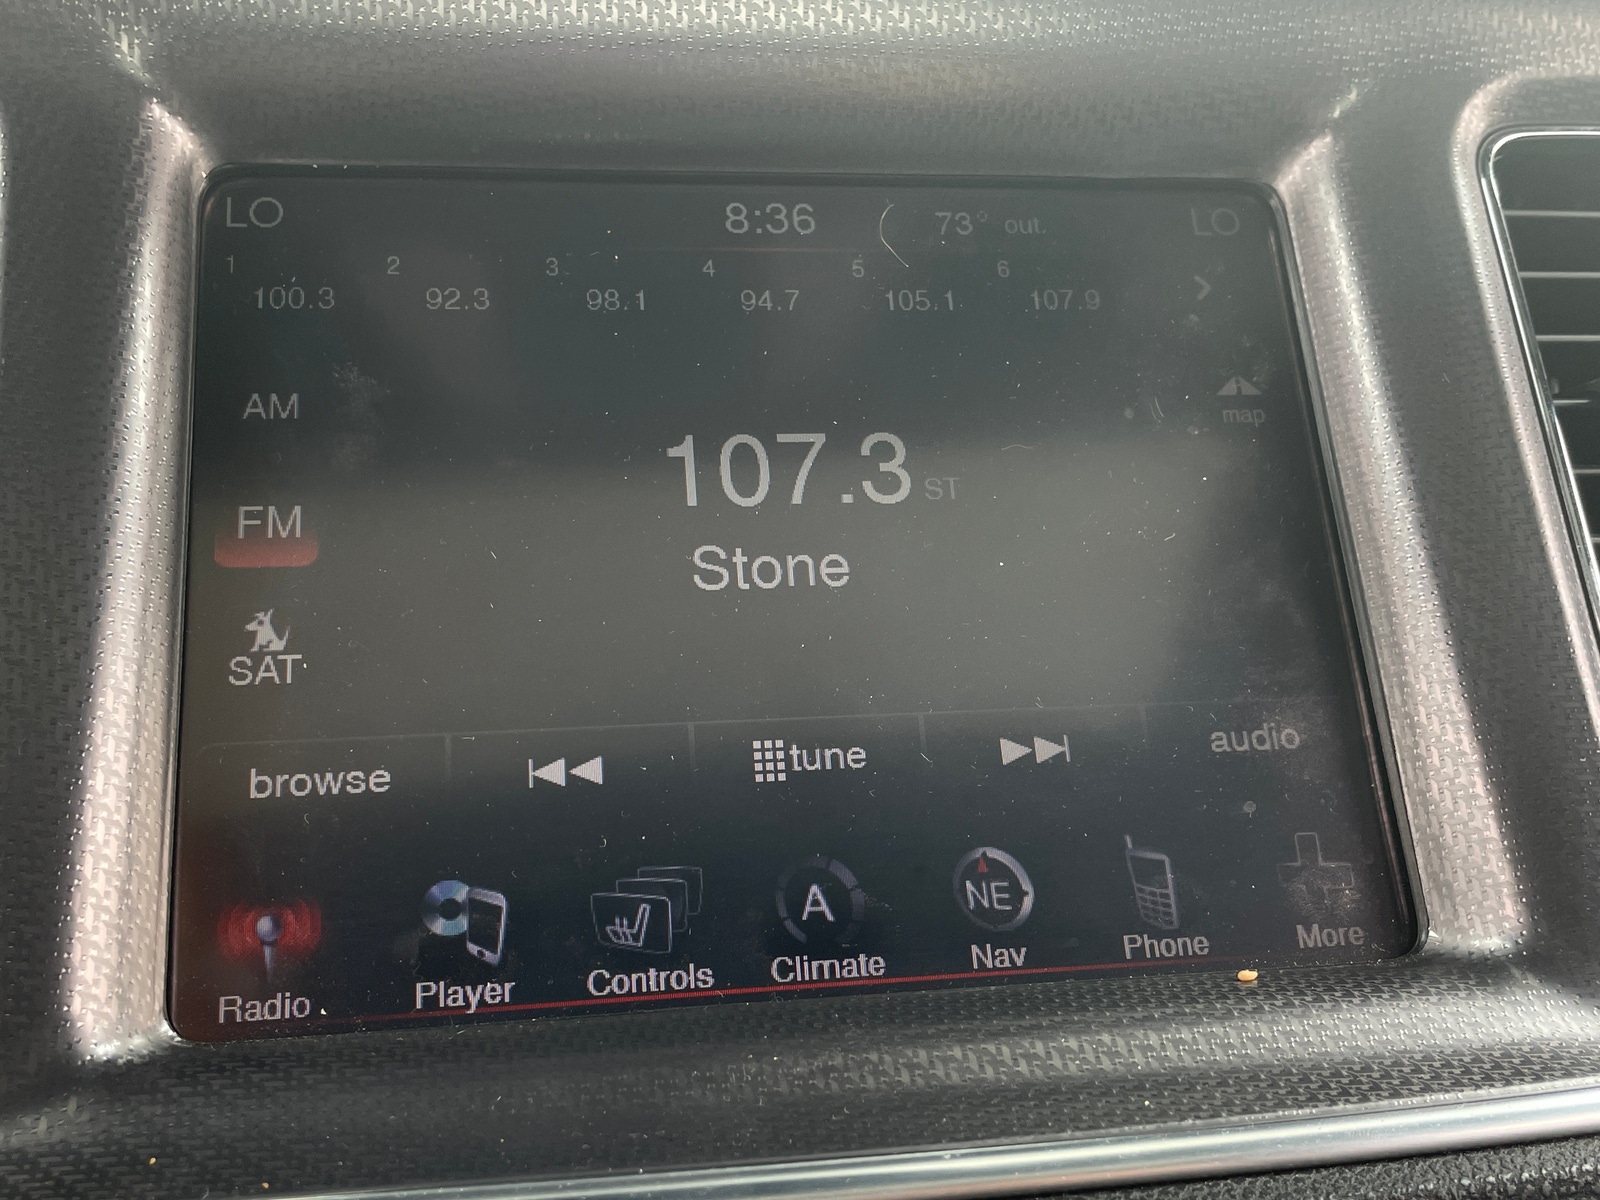 LO 8:36 73° out. LO
1 2 3 4 5 6
100.3 92.3 98.1 94.7 105.1 107.9
AM
map
107.3 ST
FM
Stone
SAT
browse tune audio
A NE
Radio Player Controls Climate Nav Phone More